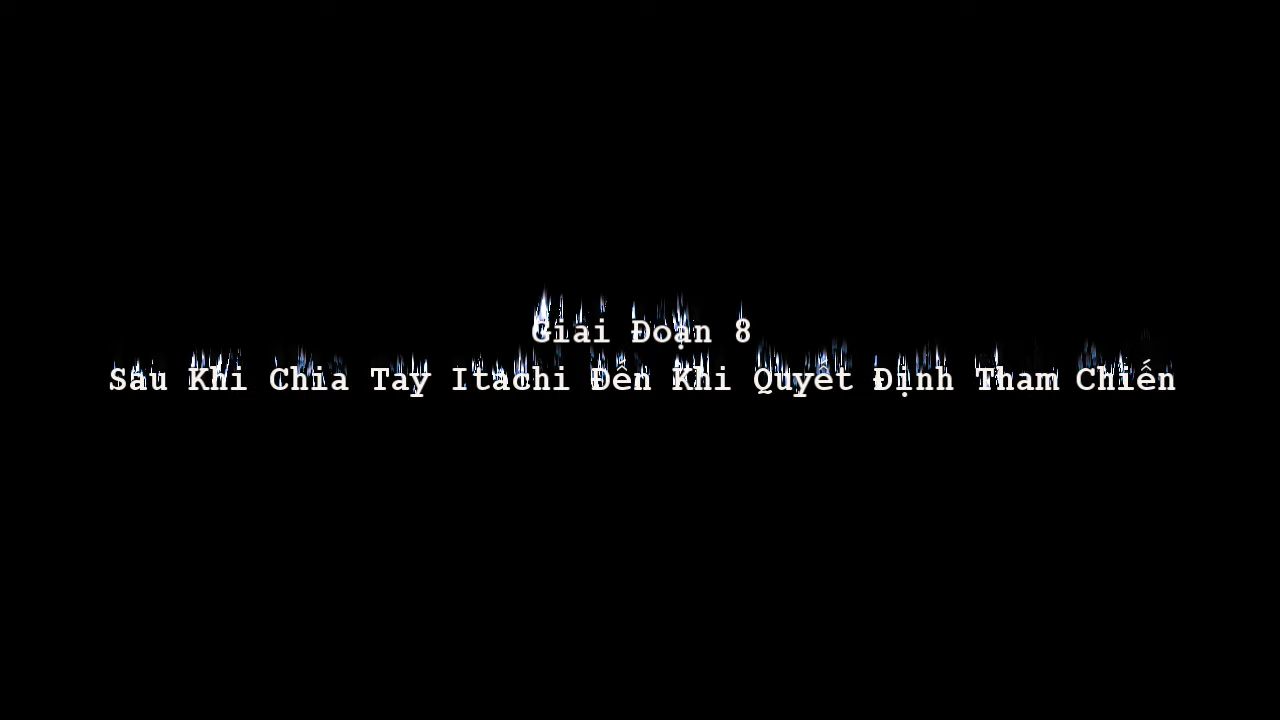 Giai Đoạn 8
Sau Khi Chia Tay Itachi Đến Khi Quyết Định Tham Chiến